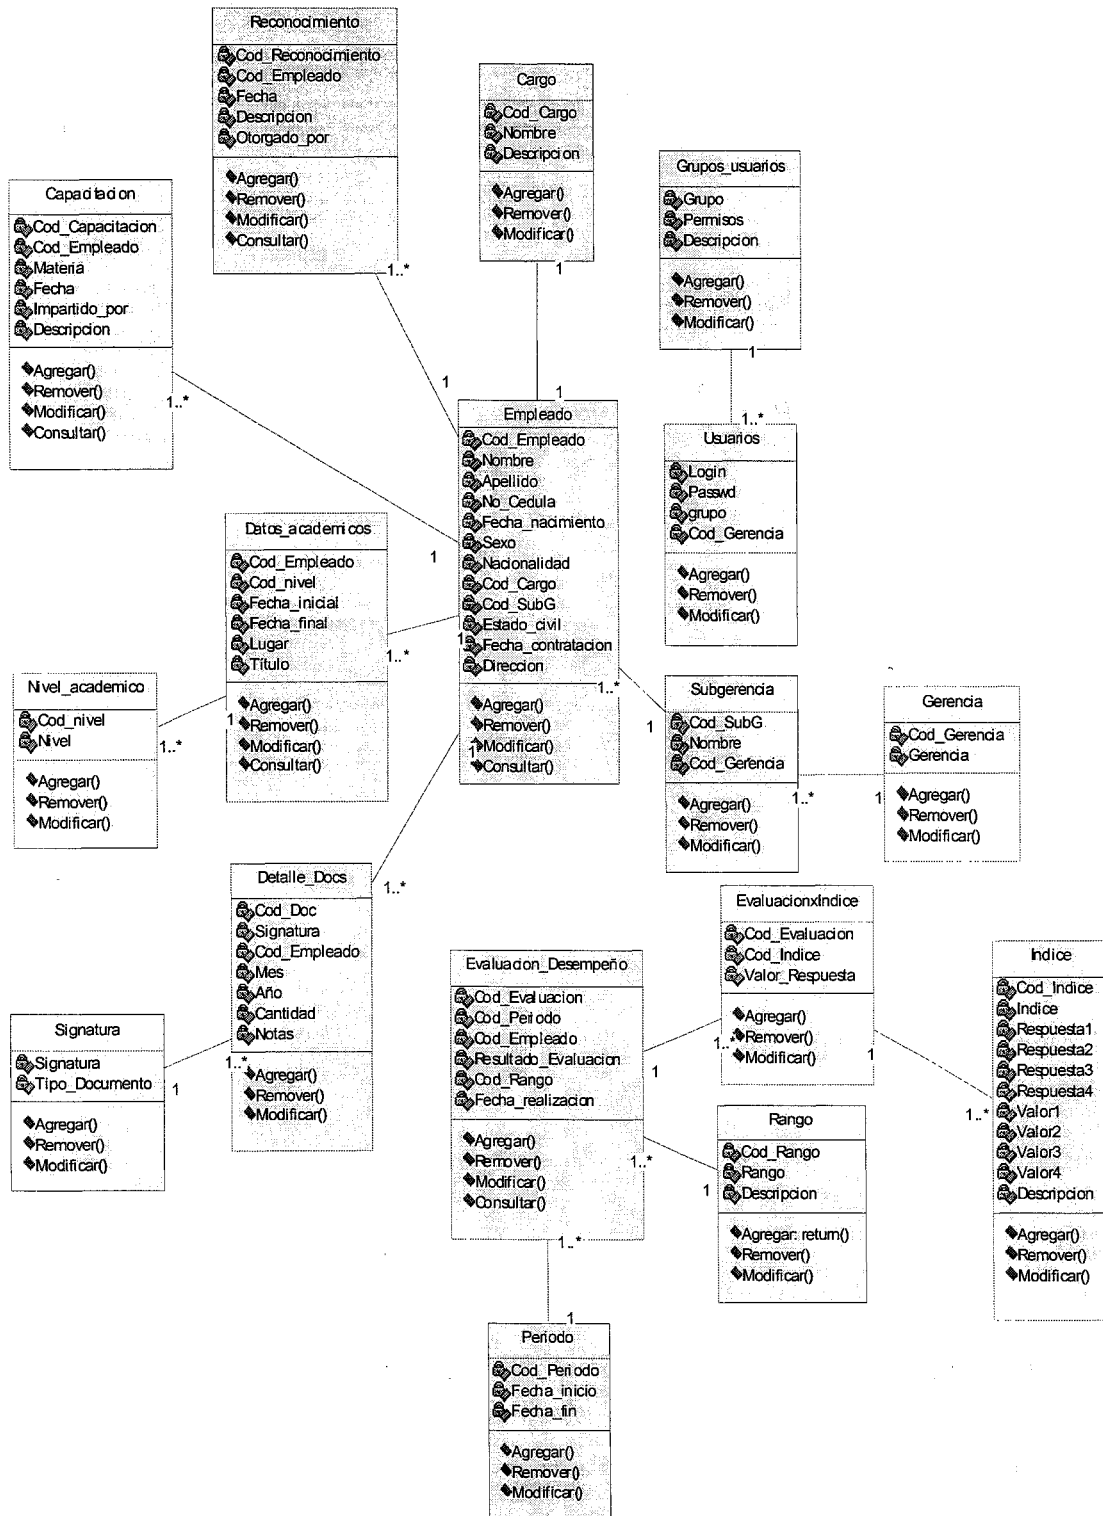 Reconocimiento
Cod_Reconocimiento
Cod_Empleado
Fecha
Descripcion
Otorgado_por
Agregar()
Remover()
Modificar()
Consultar()
1..*
1
Cargo
Cod_Cargo
Nombre
Descripcion
Agregar()
Remover()
Modificar()
1
1
Grupos_usuarios
Grupo
Permisos
Descripcion
Agregar()
Remover()
Modificar()
1
1..*
Capacitacion
Cod_Capacitacion
Cod_Empleado
Materia
Fecha
Impartido_por
Descripcion
Agregar()
Remover()
Modificar()
Consultar()
1..*
1
Empleado
Cod_Empleado
Nombre
Apellido
No_Cedula
Fecha_nacimiento
Sexo
Nacionalidad
Cod_Cargo
Cod_SubG
Estado_civil
Fecha_contratacion
Direccion
Agregar()
Remover()
Modificar()
Consultar()
1
1
1..*
Usuarios
Login
Passwd
grupo
Cod_Gerencia
Agregar()
Remover()
Modificar()
Datos_academicos
Cod_Empleado
Cod_nivel
Fecha_inicial
Fecha_final
Lugar
Título
Agregar()
Remover()
Modificar()
Consultar()
1..*
1
Nivel_academico
Cod_nivel
Nivel
Agregar()
Remover()
Modificar()
1..*
Subgerencia
Cod_SubG
Nombre
Cod_Gerencia
Agregar()
Remover()
Modificar()
1
1..*
Gerencia
Cod_Gerencia
Gerencia
Agregar()
Remover()
Modificar()
1
Detalle_Docs
Cod_Doc
Signatura
Cod_Empleado
Mes
Año
Cantidad
Notas
Agregar()
Remover()
Modificar()
1..*
1..*
Signatura
Signatura
Tipo_Documento
Agregar()
Remover()
Modificar()
1
Evaluacion_Desempeño
Cod_Evaluacion
Cod_Periodo
Cod_Empleado
Resultado_Evaluacion
Cod_Rango
Fecha_realizacion
Agregar()
Remover()
Modificar()
Consultar()
1
1..*
1..*
EvaluacionxIndice
Cod_Evaluacion
Cod_Indice
Valor_Respuesta
Agregar()
Remover()
Modificar()
1..*
1
Indice
Cod_Indice
Indice
Respuesta1
Respuesta2
Respuesta3
Respuesta4
Valor1
Valor2
Valor3
Valor4
Descripcion
Agregar()
Remover()
Modificar()
1..*
Rango
Cod_Rango
Rango
Descripcion
Agregar: return()
Remover()
Modificar()
1
Periodo
Cod_Periodo
Fecha_inicio
Fecha_fin
Agregar()
Remover()
Modificar()
1